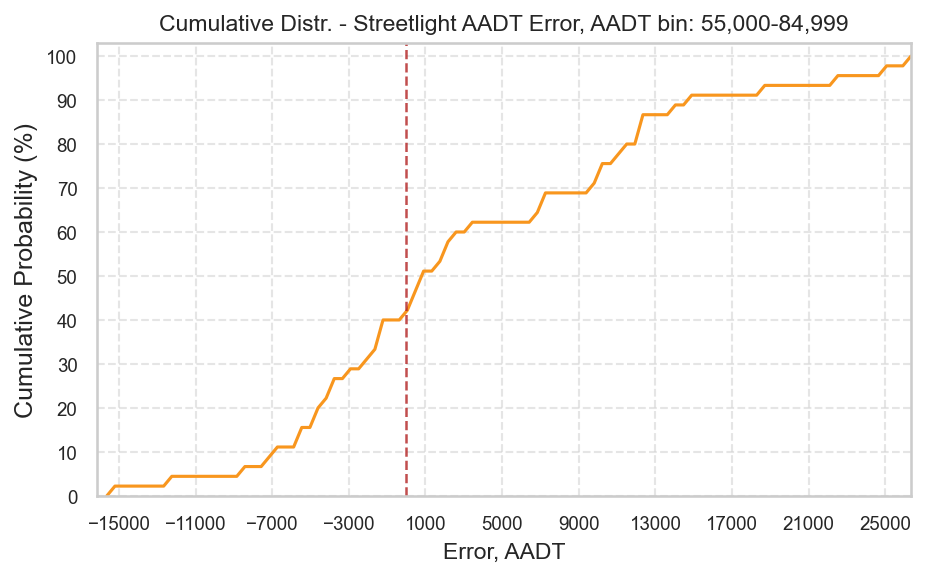 Cumulative Distr. - Streetlight AADT Error, AADT bin: 55,000-84,999
Cumulative Probability (%)
100
90
80
70
60
50
40
30
20
10
0
−15000 −11000 −7000 −3000 1000 5000 9000 13000 17000 21000 25000
Error, AADT